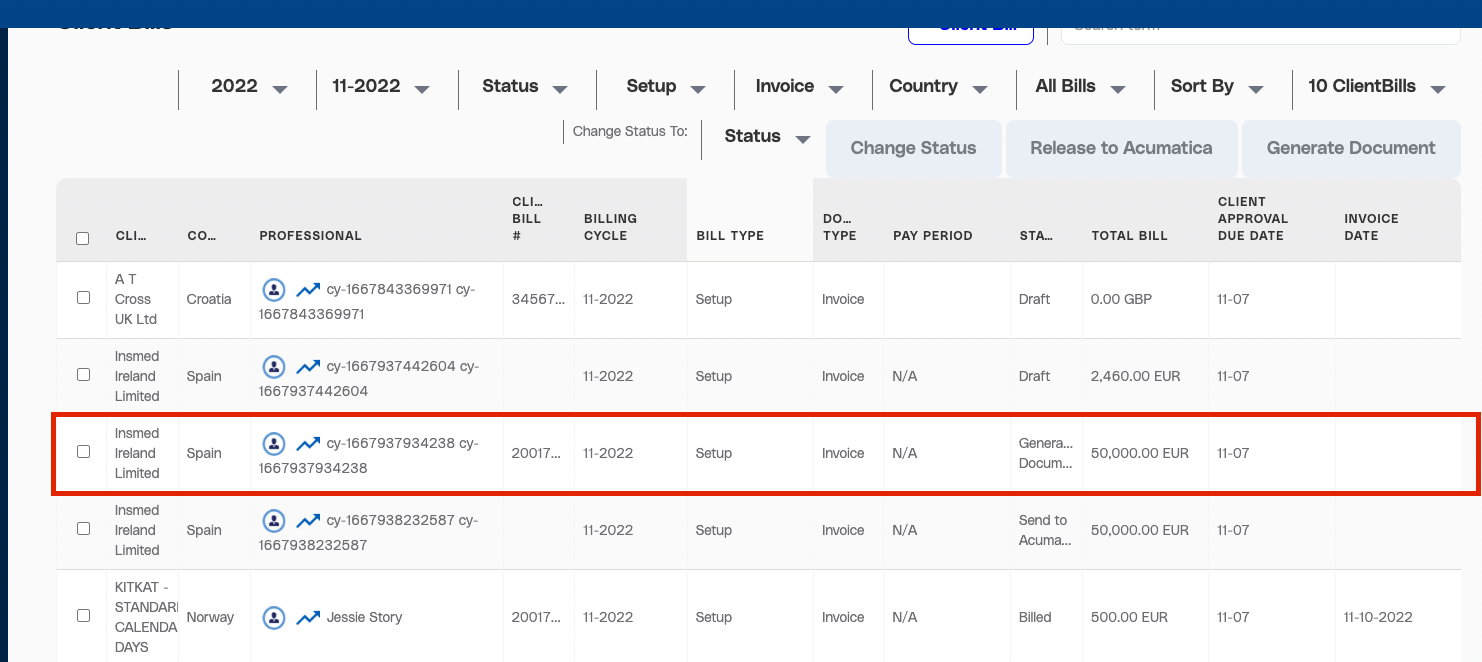 Client Bills
Client Bill
Search term
2022 11-2022 Status Setup Invoice Country All Bills Sort By 10 ClientBills
Change Status To: Status Change Status Release to Acumatica Generate Document
CLI... CO... PROFESSIONAL CLI... BILL # BILLING CYCLE BILL TYPE DO... TYPE PAY PERIOD STA... TOTAL BILL CLIENT APPROVAL DUE DATE INVOICE DATE
A T
Cross
UK Ltd
Croatia
cy-1667843369971 cy-
1667843369971
34567... 11-2022 Setup Invoice Draft 0.00 GBP 11-07
Insmed
Ireland
Limited
Spain
cy-1667937442604 cy-
1667937442604
11-2022 Setup Invoice N/A Draft 2,460.00 EUR 11-07
Insmed
Ireland
Limited
Spain
cy-1667937934238 cy-
1667937934238
20017... 11-2022 Setup Invoice N/A
Genera...
Docum...
50,000.00 EUR 11-07
Insmed
Ireland
Limited
Spain
cy-1667938232587 cy-
1667938232587
11-2022 Setup Invoice N/A
Send to
Acuma...
50,000.00 EUR 11-07
KITKAT -
STANDARI
CALENDA
DAYS
Norway
Jessie Story
20017... 11-2022 Setup Invoice N/A Billed 500.00 EUR 11-07 11-10-2022